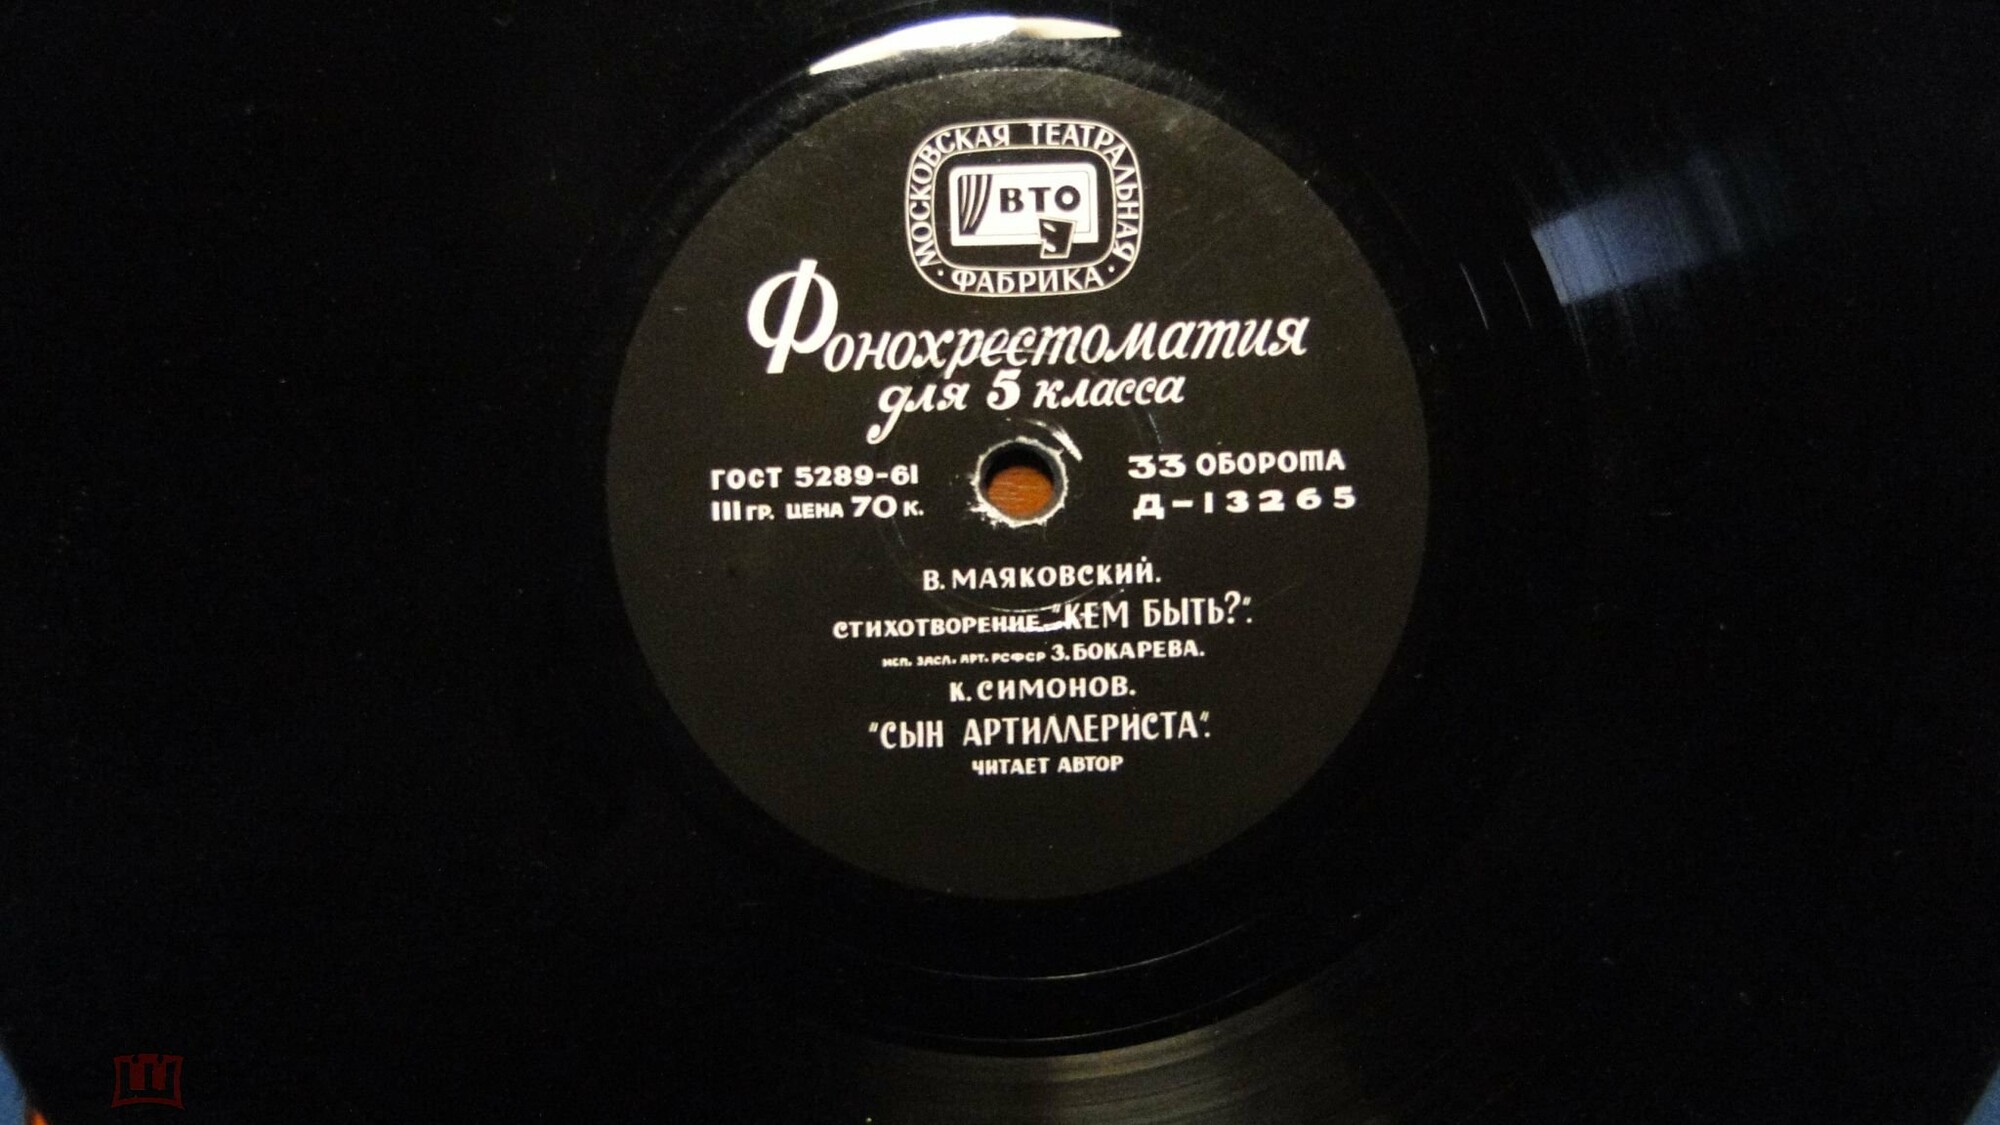 МОСКОВСКАЯ ТЕАТРАЛЬНАЯ
ВТО
· ФАБРИКА ·
Фонохрестоматия
для 5 класса
ГОСТ 5289-61
III ГР. ЦЕНА 70 К.
33 ОБОРОТА
Д-13265
В. МАЯКОВСКИЙ.
СТИХОТВОРЕНИЕ "КЕМ БЫТЬ?".
ИСП. ЗАСЛ. АРТ. РСФСР З. БОКАРЕВА.
К. СИМОНОВ.
"СЫН АРТИЛЛЕРИСТА".
ЧИТАЕТ АВТОР